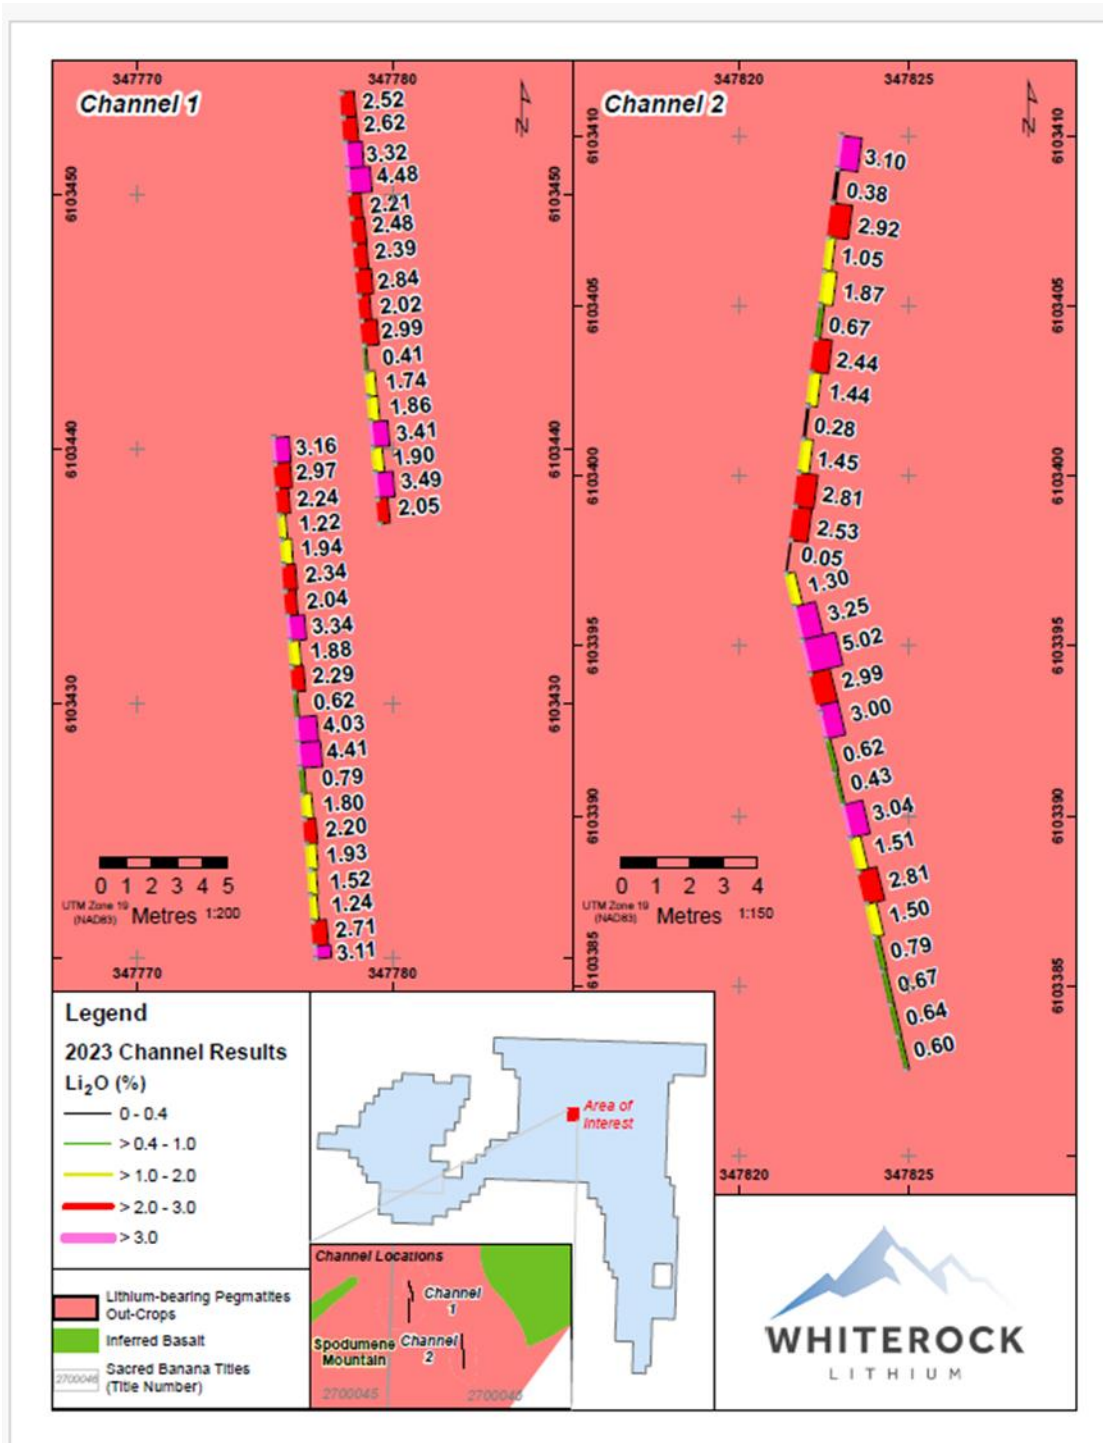 347770
347780
347820
347825
Channel 1
Channel 2
N
N
6103450
6103450
6103440
6103440
6103430
6103430
2.52
2.62
3.32
4.48
2.21
2.48
2.39
2.84
2.02
2.99
0.41
1.74
1.86
3.41
1.90
3.49
2.05
3.16
2.97
2.24
1.22
1.94
2.34
2.04
3.34
1.88
2.29
0.62
4.03
4.41
0.79
1.80
2.20
1.93
1.52
1.24
2.71
3.11
0 1 2 3 4 5
UTM Zone 19
(NAD83)
Metres 1:200
347770
347780
6103410
6103410
6103405
6103405
6103400
6103400
6103395
6103395
6103390
6103390
6103385
6103385
3.10
0.38
2.92
1.05
1.87
0.67
2.44
1.44
0.28
1.45
2.81
2.53
0.05
1.30
3.25
5.02
2.99
3.00
0.62
0.43
3.04
1.51
2.81
1.50
0.79
0.67
0.64
0.60
0 1 2 3 4
UTM Zone 19
(NAD83)
Metres 1:150
347820
347825
Legend
2023 Channel Results
Li₂O (%)
0 - 0.4
> 0.4 - 1.0
> 1.0 - 2.0
> 2.0 - 3.0
> 3.0
Lithium-bearing Pegmatites
Out-Crops
Inferred Basalt
2700046
Sacred Banana Titles
(Title Number)
Area of
Interest
Channel Locations
Channel
1
Spodumene
Mountain
Channel
2
2700045
WHITEROCK
LITHIUM